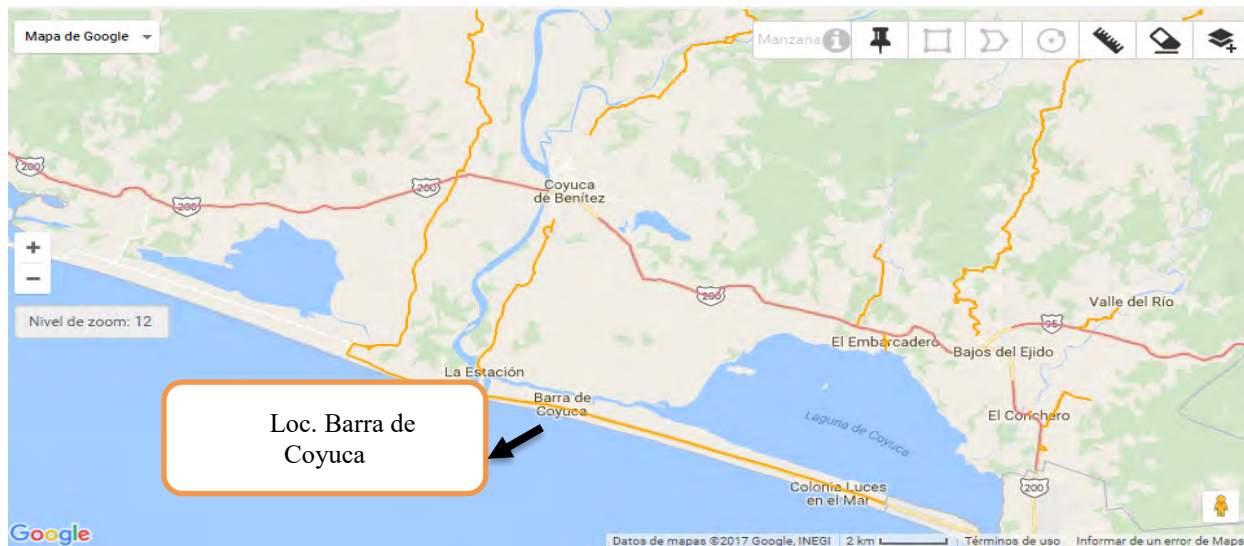 Mapa de Google
Manzana
200
200
200
Coyuca
de Benítez
+
−
Nivel de zoom: 12
200
Valle del Río
95
El Embarcadero
Bajos del Ejido
La Estación
Barra de
Coyuca
Loc. Barra de
Coyuca
Laguna de Coyuca
El Conchero
Colonia Luces
en el Mar
200
Google
Datos de mapas ©2017 Google, INEGI
2 km
Términos de uso
Informar de un error de Maps